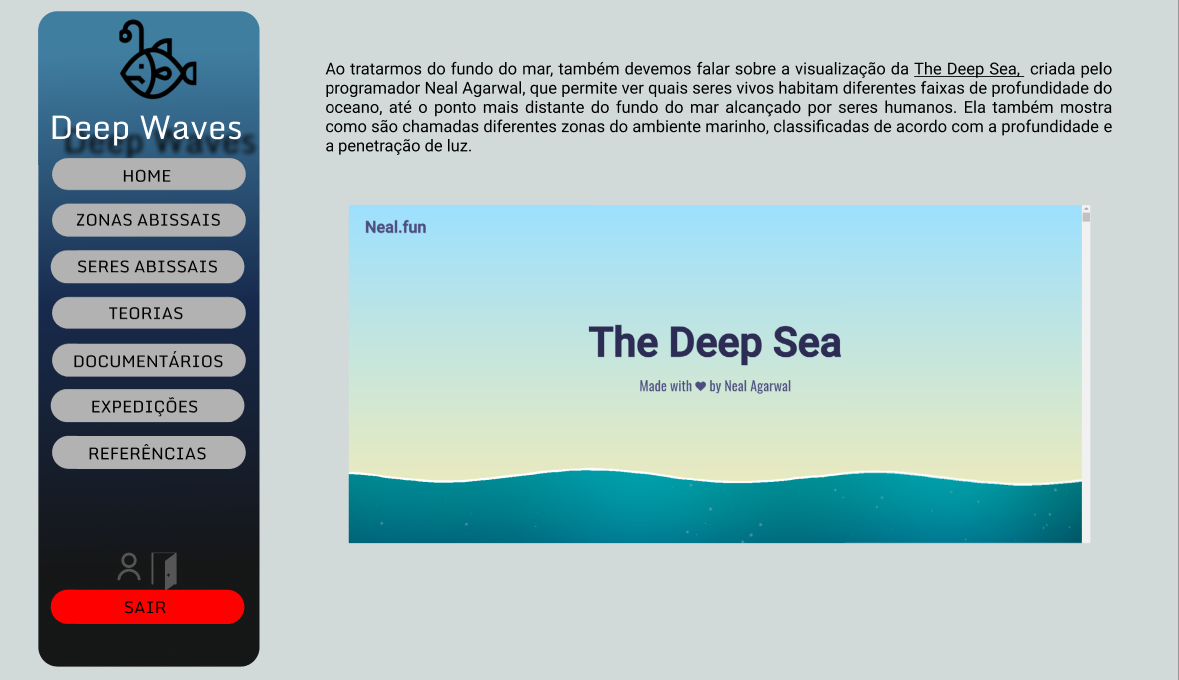 Deep Waves
HOME
ZONAS ABISSAIS
SERES ABISSAIS
TEORIAS
DOCUMENTÁRIOS
EXPEDIÇÕES
REFERÊNCIAS
SAIR
Ao tratarmos do fundo do mar, também devemos falar sobre a visualização da The Deep Sea, criada pelo
programador Neal Agarwal, que permite ver quais seres vivos habitam diferentes faixas de profundidade do
oceano, até o ponto mais distante do fundo do mar alcançado por seres humanos. Ela também mostra
como são chamadas diferentes zonas do ambiente marinho, classificadas de acordo com a profundidade e
a penetração de luz.
Neal.fun
The Deep Sea
Made with ♥ by Neal Agarwal